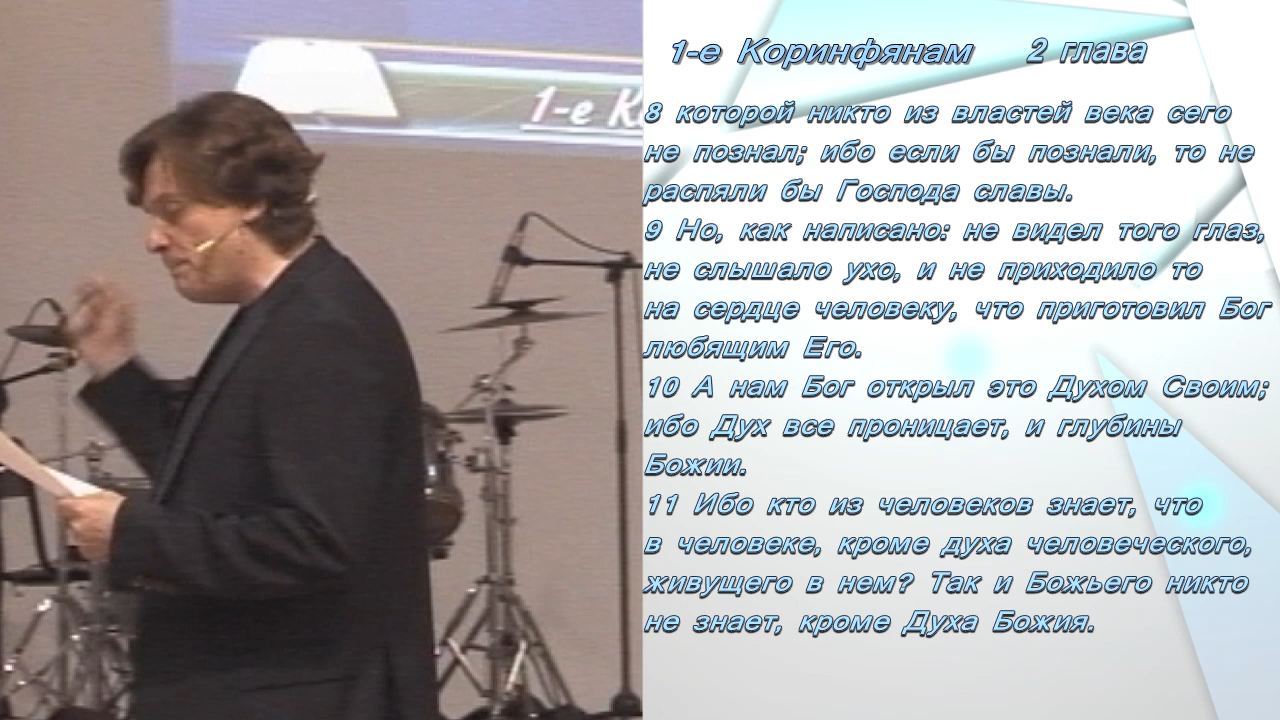 1-е К
1-е Коринфянам 2 глава
8 которой никто из властей века сего
не познал; ибо если бы познали, то не
распяли бы Господа славы.
9 Но, как написано: не видел того глаз,
не слышало ухо, и не приходило то
на сердце человеку, что приготовил Бог
любящим Его.
10 А нам Бог открыл это Духом Своим;
ибо Дух все проницает, и глубины
Божии.
11 Ибо кто из человеков знает, что
в человеке, кроме духа человеческого,
живущего в нем? Так и Божьего никто
не знает, кроме Духа Божия.